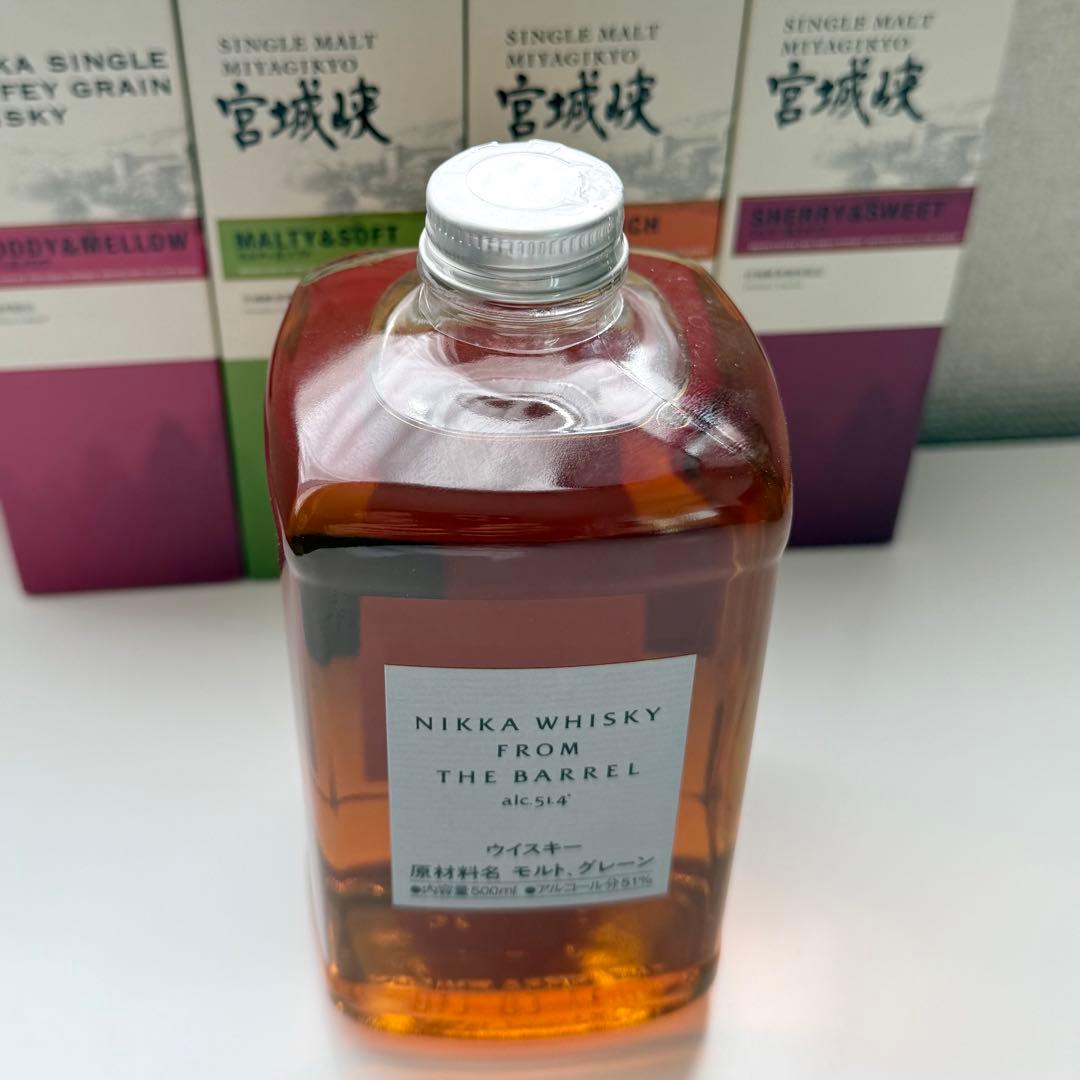 KA SINGLE
FEY GRAIN
SKY
ODDY&MELLOW
SINGLE MALT
MIYAGIKYO
宮城峡
MALTY&SOFT
SINGLE MALT
MIYAGIKYO
宮城峡
CH
SINGLE MALT
MIYAGIKYO
宮城峡
SHERRY&SWEET
NIKKA WHISKY
FROM
THE BARREL
alc.51.4°
ウイスキー
原材料名 モルト、グレーン
●内容量500ml ●アルコール分51%